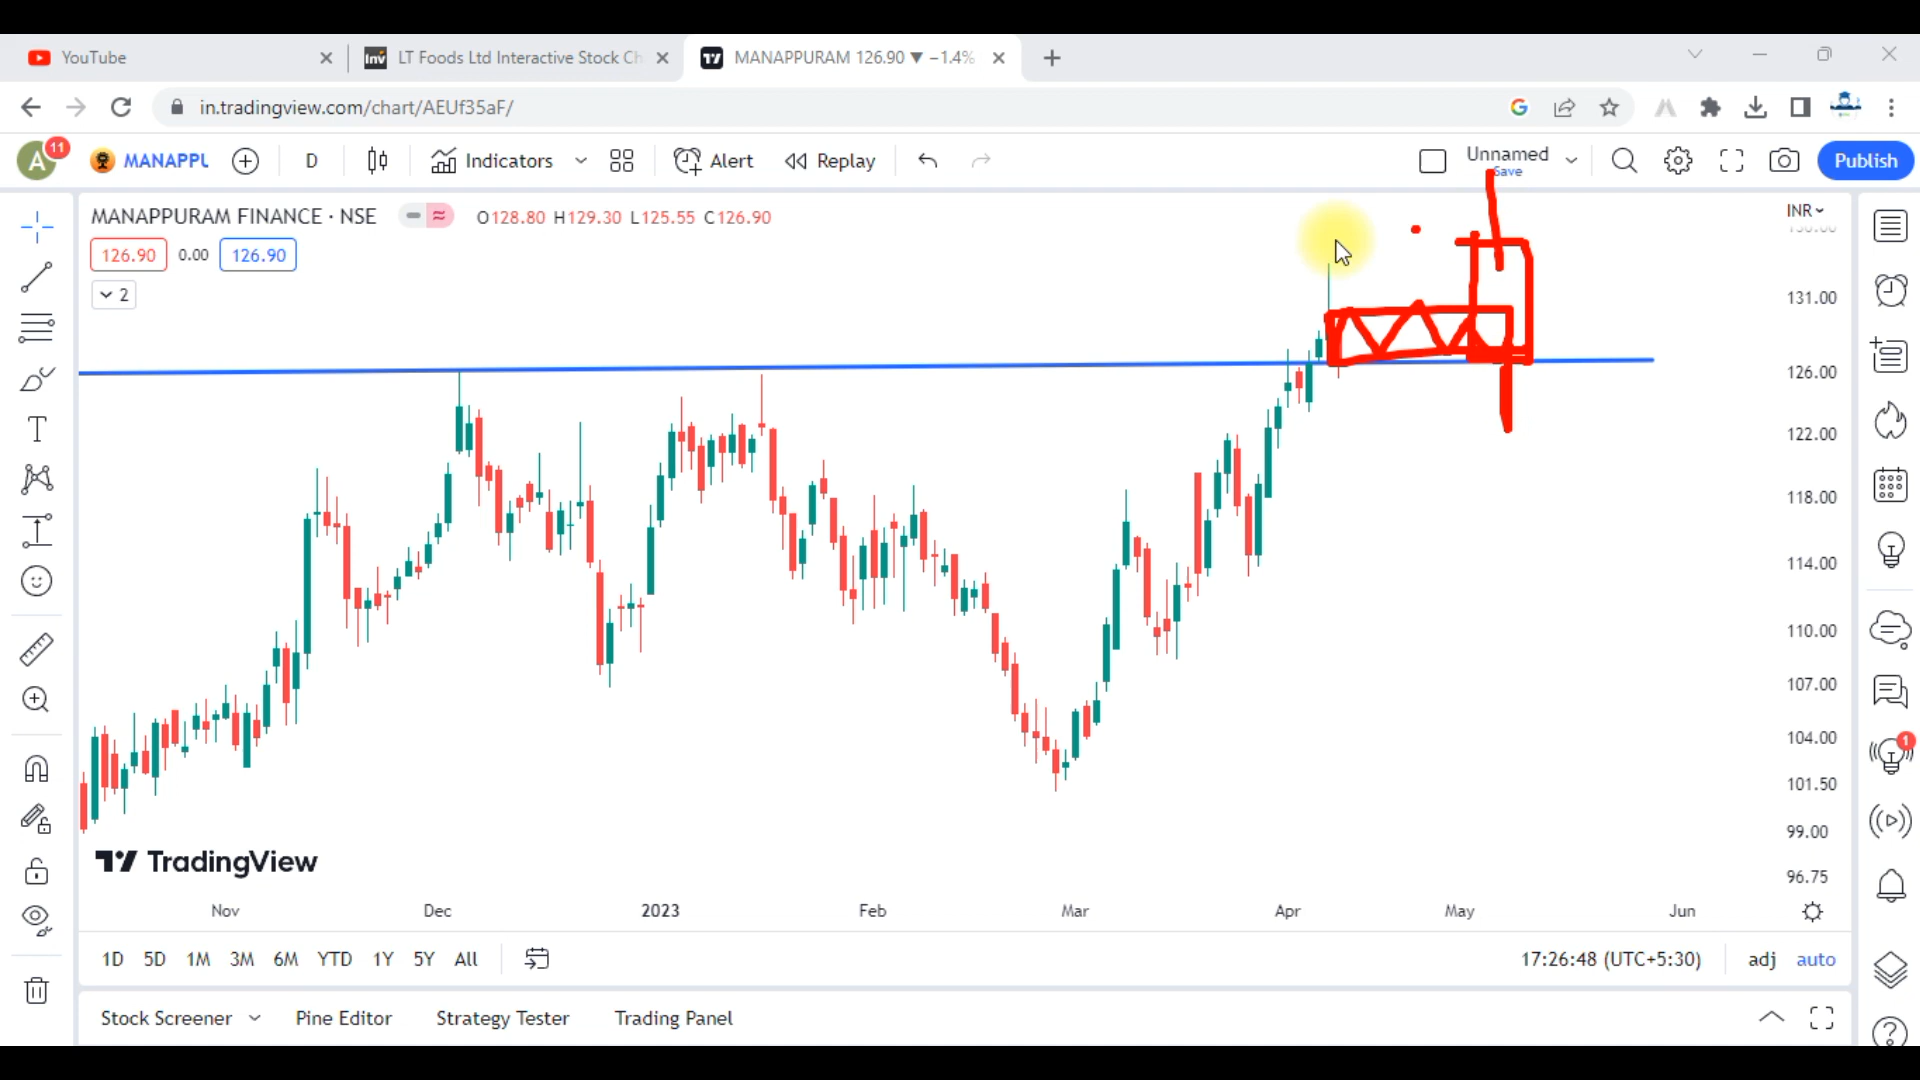 YouTube
LT Foods Ltd Interactive Stock Ch
MANAPPURAM 126.90 ▼ −1.4%
in.tradingview.com/chart/AEUf35aF/
A 11 MANAPPU D Indicators Alert Replay Unnamed Save Publish
MANAPPURAM FINANCE · NSE O128.80 H129.30 L125.55 C126.90
INR
126.90 0.00 126.90
2
131.00
126.00
122.00
118.00
114.00
110.00
107.00
104.00
101.50
99.00
96.75
1
TradingView
Nov Dec 2023 Feb Mar Apr May Jun
1D 5D 1M 3M 6M YTD 1Y 5Y All 17:26:48 (UTC+5:30) adj auto
Stock Screener Pine Editor Strategy Tester Trading Panel